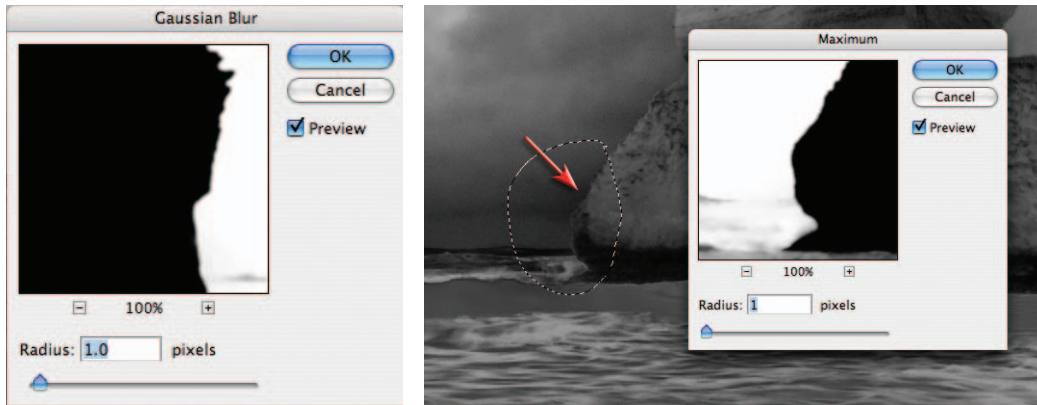 Gaussian Blur
OK
Cancel
Preview
100%
Radius: 1.0 pixels
Maximum
OK
Cancel
Preview
100%
Radius: 1 pixels